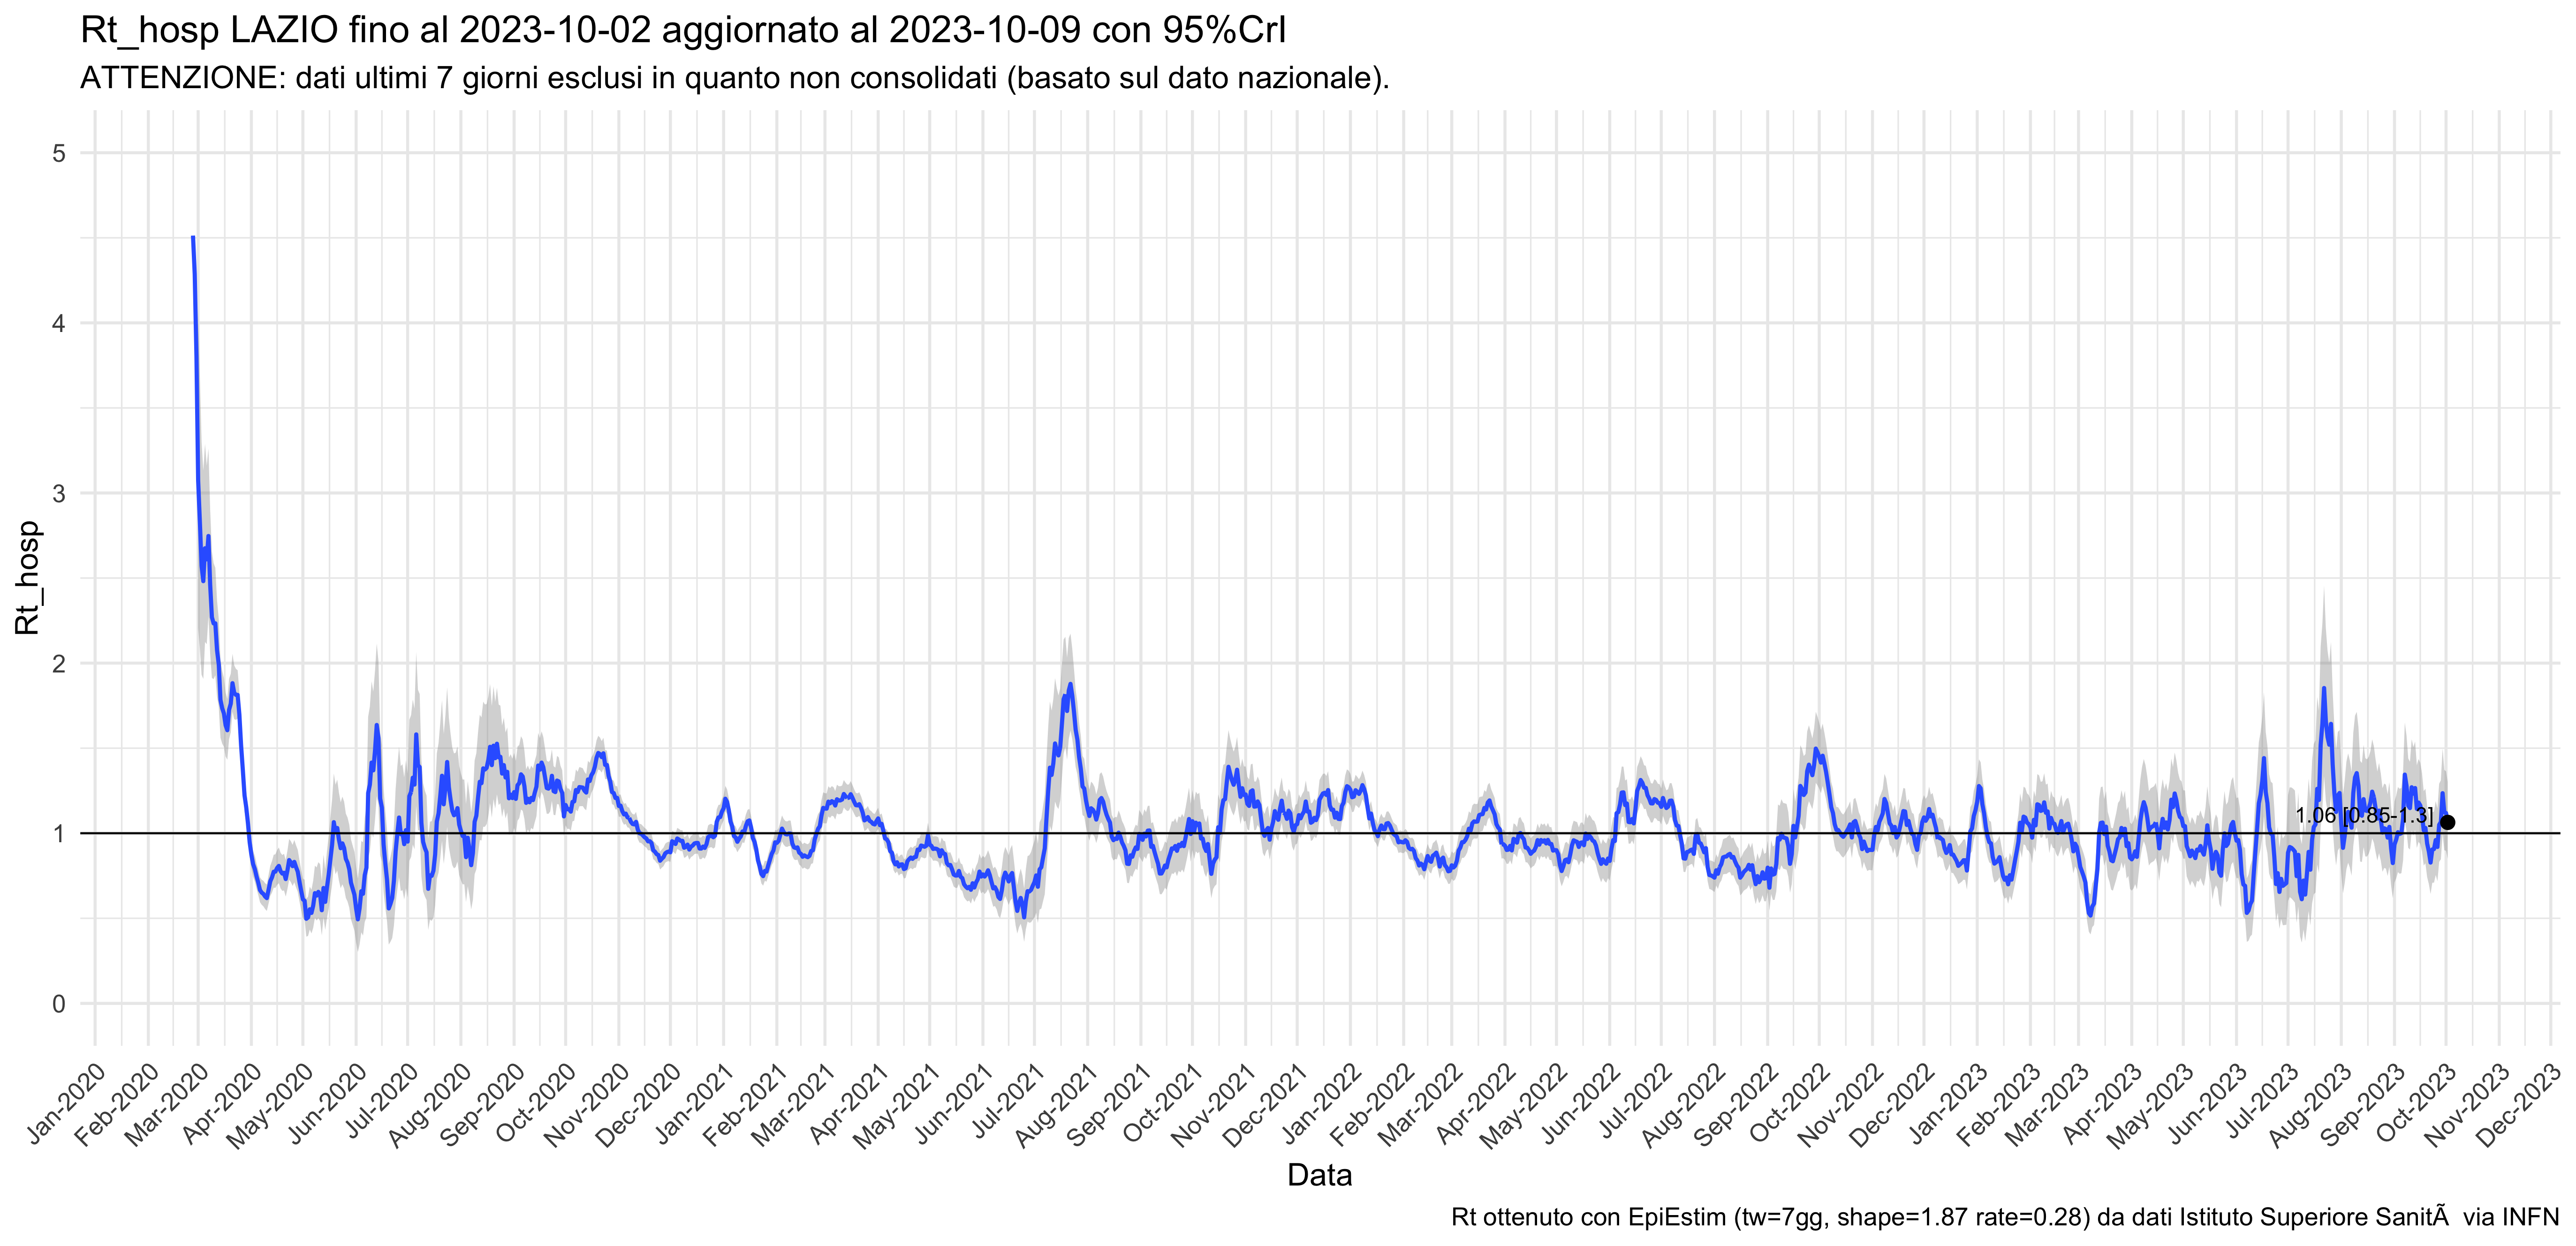 Rt_hosp LAZIO fino al 2023-10-02 aggiornato al 2023-10-09 con 95%CrI
ATTENZIONE: dati ultimi 7 giorni esclusi in quanto non consolidati (basato sul dato nazionale).
Rt_hosp
5
4
3
2
1
0
1.06 [0.85-1.3]
Jan-2020
Feb-2020
Mar-2020
Apr-2020
May-2020
Jun-2020
Jul-2020
Aug-2020
Sep-2020
Oct-2020
Nov-2020
Dec-2020
Jan-2021
Feb-2021
Mar-2021
Apr-2021
May-2021
Jun-2021
Jul-2021
Aug-2021
Sep-2021
Oct-2021
Nov-2021
Dec-2021
Jan-2022
Feb-2022
Mar-2022
Apr-2022
May-2022
Jun-2022
Jul-2022
Aug-2022
Sep-2022
Oct-2022
Nov-2022
Dec-2022
Jan-2023
Feb-2023
Mar-2023
Apr-2023
May-2023
Jun-2023
Jul-2023
Aug-2023
Sep-2023
Oct-2023
Nov-2023
Dec-2023
Data
Rt ottenuto con EpiEstim (tw=7gg, shape=1.87 rate=0.28) da dati Istituto Superiore SanitÃ  via INFN